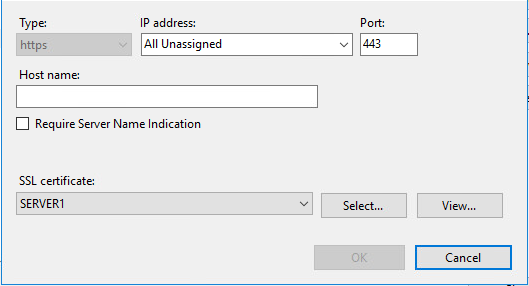 Type: IP address: Port:
https All Unassigned 443
Host name:
Require Server Name Indication
SSL certificate:
SERVER1 Select... View...
OK Cancel